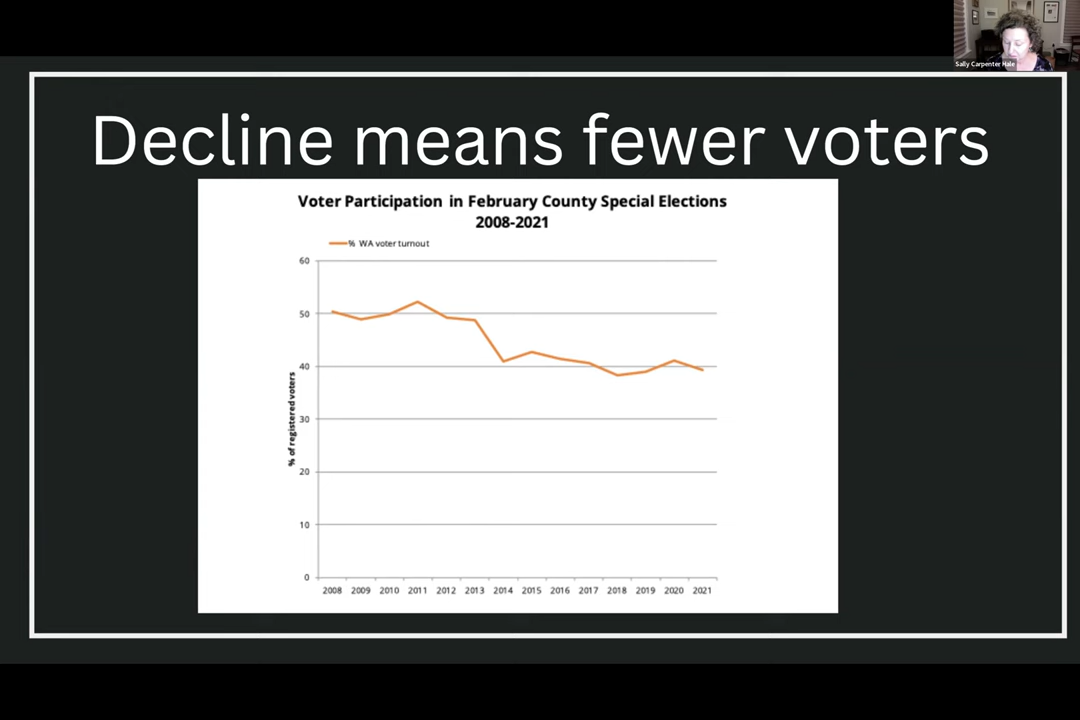 Sally Carpenter Hale
Decline means fewer voters
Voter Participation in February County Special Elections
2008-2021
% WA voter turnout
60
50
40
30
20
10
0
% of registered voters
2008 2009 2010 2011 2012 2013 2014 2015 2016 2017 2018 2019 2020 2021